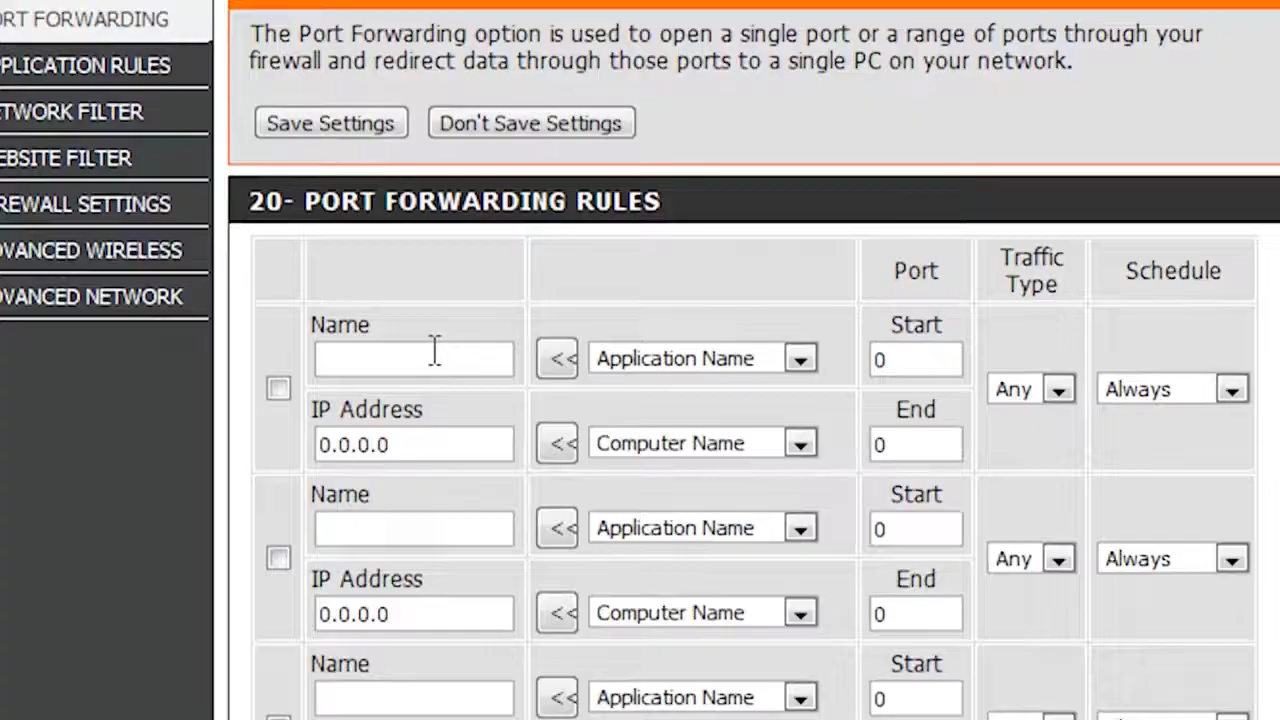 ORT FORWARDING
PPLICATION RULES
ETWORK FILTER
EBSITE FILTER
REWALL SETTINGS
DVANCED WIRELESS
DVANCED NETWORK
The Port Forwarding option is used to open a single port or a range of ports through your
firewall and redirect data through those ports to a single PC on your network.
Save Settings Don't Save Settings
20- PORT FORWARDING RULES
Port Traffic Type Schedule
Name Start
<< Application Name 0
Any Always
IP Address End
0.0.0.0 << Computer Name 0
Name Start
<< Application Name 0
Any Always
IP Address End
0.0.0.0 << Computer Name 0
Name Start
<< Application Name 0